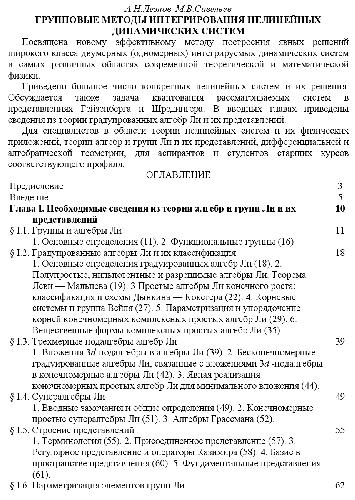 А.Н.Лезнов М.В.Савельев
ГРУППОВЫЕ МЕТОДЫ ИНТЕГРИРОВАНИЯ НЕЛИНЕЙНЫХ
ДИНАМИЧЕСКИХ СИСТЕМ
Посвящена новому эффективному методу построения явных решений
широкого класса двумерных (одномерных) интегрируемых динамических систем
в самых различных областях современной теоретической и математической
физики.
Приведено большое число конкретных нелинейных систем и их решения.
Обсуждается также задача квантования рассматриваемых систем в
представлениях Гейзенберга и Шредингера. В вводных главах приведены
сведения из теории градуированных алгебр Ли и их представлений.
Для специалистов в области теории нелинейных систем и их физических
приложений, теории алгебр и групп Ли и их представлений, дифференциальной и
алгебраической геометрии, для аспирантов и студентов старших курсов
соответствующего профиля.
ОГЛАВЛЕНИЕ
Предисловие 3
Введение 5
Глава I. Необходимые сведения из теории алгебр и групп Ли и их 10
представлений
§ 1.1. Группы и алгебры Ли 11
1. Основные определения (11). 2. Функциональные группы (16)
§ 1.2. Градуированные алгебры Ли и их классификация 18
1. Основные определения градуированных алгебр Ли (18). 2.
Полупростые, нильпотентные и разрешимые алгебры Ли. Теорема
Леви — Мальцева (19). 3 Простые алгебры Ли конечного роста:
классификация и схемы Дынкина — Кокстера (22). 4. Корневые
системы и группа Вейля (27). 5. Параметризация и упорядочение
корней конечномерных комплексных простых алгебр Ли (29). 6.
Вещественные формы комплексных простых алгебр Ли (35)
§ 1.3. Трехмерные подалгебры алгебр Ли 39
1. Вложения 3d-подалгебры в алгебры Ли (39). 2. Бесконечномерные
градуированные алгебры Ли, связанные с вложениями 3d-подалгебры
в конечномерные алгебры Ли (42). 3. Явная реализация
конечномерных простых алгебр Ли для минимального вложения (44).
§ 1.4. Супералгебры Ли 49
1. Вводные замечания и общие определения (49). 2. Конечномерные
простые супералгебры Ли (51). 3. Алгебры Грассмана (52).
§ 1.5. Строение представлений 55
1. Терминология (55). 2. Присоединенное представление (57). 3.
Регулярное представление и операторы Казимира (58). 4. Базис в
пространстве представления (60). 5. Фундаментальные представления
(61).
§ 1.6. Параметризация элементов групп Ли 62